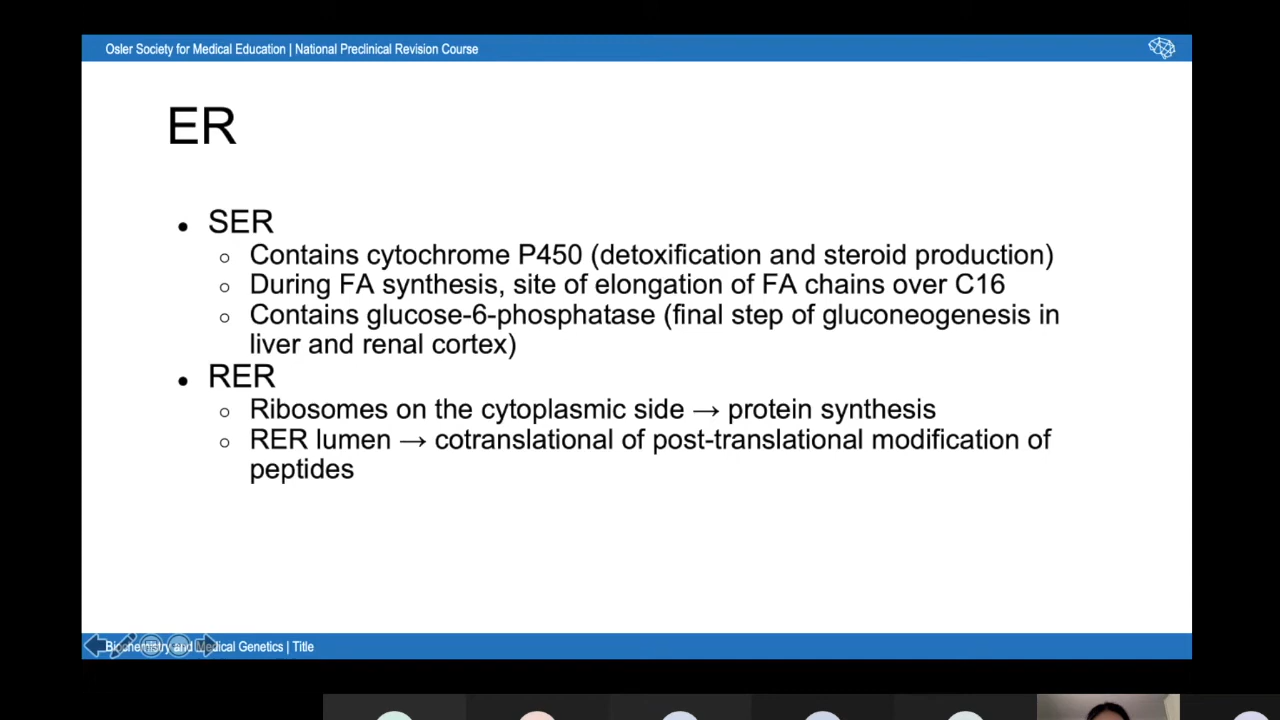 Osler Society for Medical Education | National Preclinical Revision Course
ER
• SER
○ Contains cytochrome P450 (detoxification and steroid production)
○ During FA synthesis, site of elongation of FA chains over C16
○ Contains glucose-6-phosphatase (final step of gluconeogenesis in
liver and renal cortex)
• RER
○ Ribosomes on the cytoplasmic side → protein synthesis
○ RER lumen → cotranslational of post-translational modification of
peptides
Biochemistry and Medical Genetics | Title